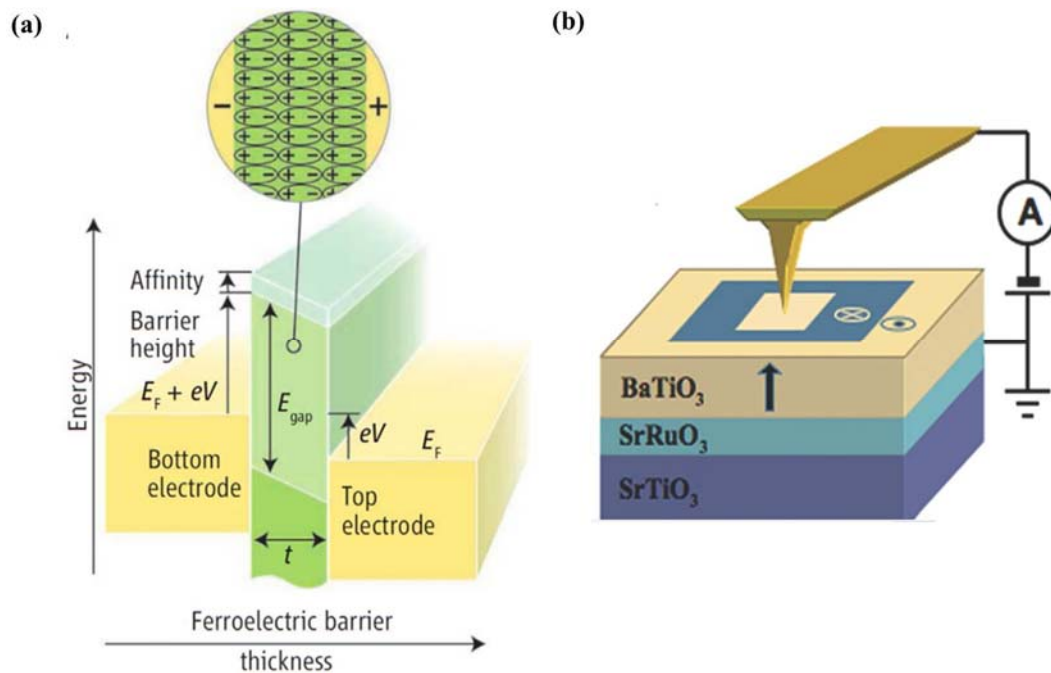 (a)
(b)
Affinity
Barrier
height
Energy
E_F + eV
E_gap
eV
E_F
Bottom
electrode
Top
electrode
t
Ferroelectric barrier
thickness
A
BaTiO₃
SrRuO₃
SrTiO₃